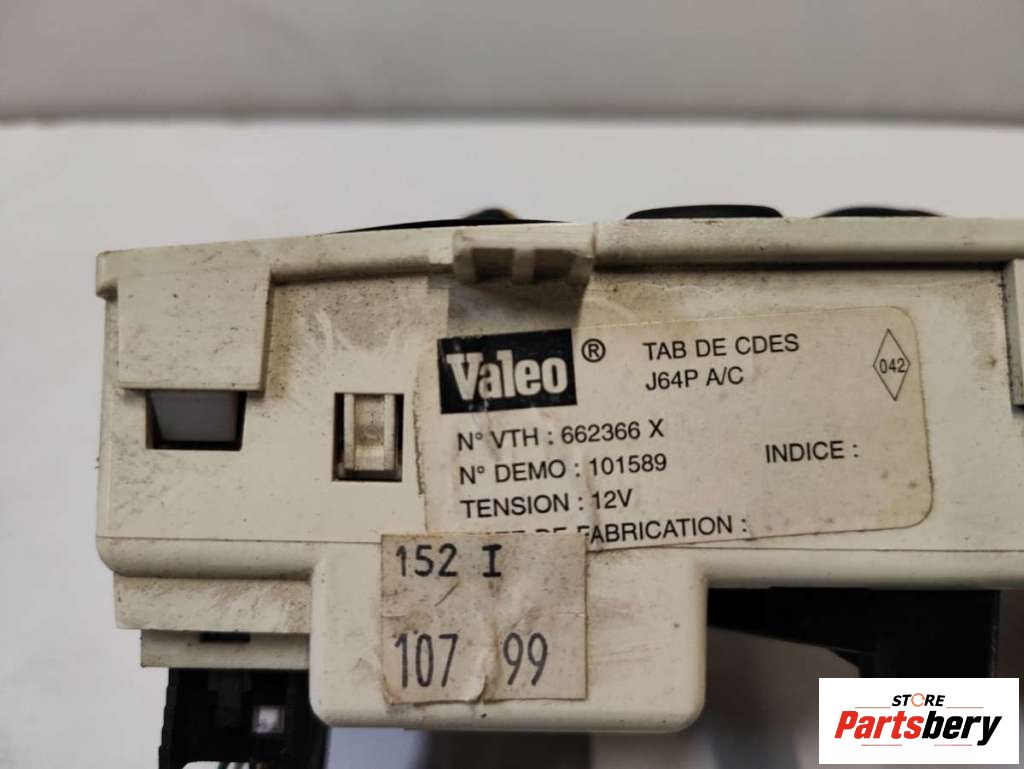 Valeo ® TAB DE CDES
J64P A/C
042
N° VTH : 662366 X
N° DEMO : 101589
INDICE :
TENSION : 12V
DE FABRICATION :
152 I
107 99
STORE
Partsbery